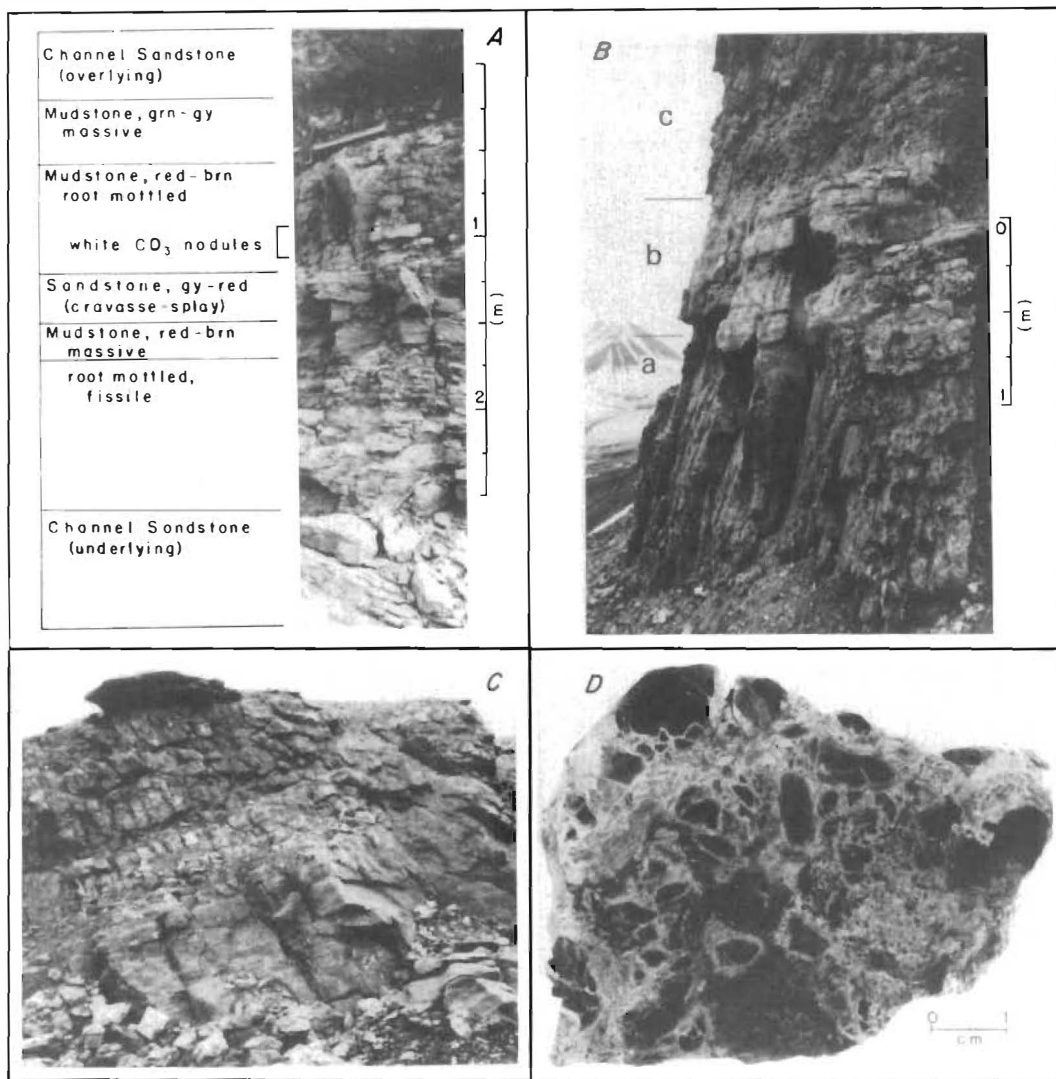 A
Channel Sandstone
(overlying)
Mudstone, grn-gy
massive
Mudstone, red-brn
root mottled
white CO₃ nodules
Sandstone, gy-red
(cravasse-splay)
Mudstone, red-brn
massive
root mottled,
fissile
Channel Sandstone
(underlying)
1
(m)
2
B
c
b
a
0
(m)
1
C
D
0 1
cm